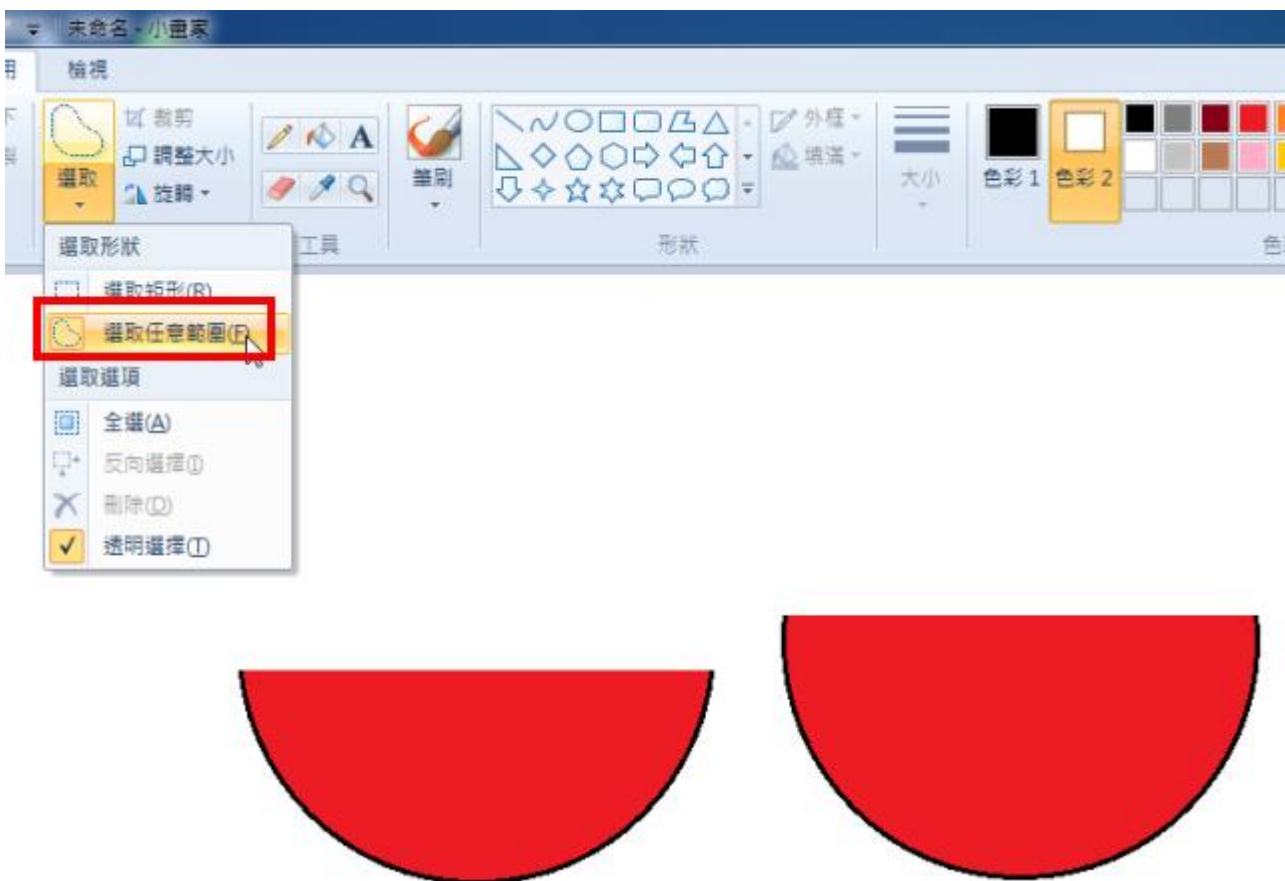 未命名 - 小畫家
用 檢視
選取
裁剪
調整大小
旋轉
A
筆刷
外框
填滿
大小
色彩 1
色彩 2
工具
形狀
色
選取形狀
選取矩形(R)
選取任意範圍(F)
選取選項
全選(A)
反向選擇(I)
刪除(D)
透明選擇(T)